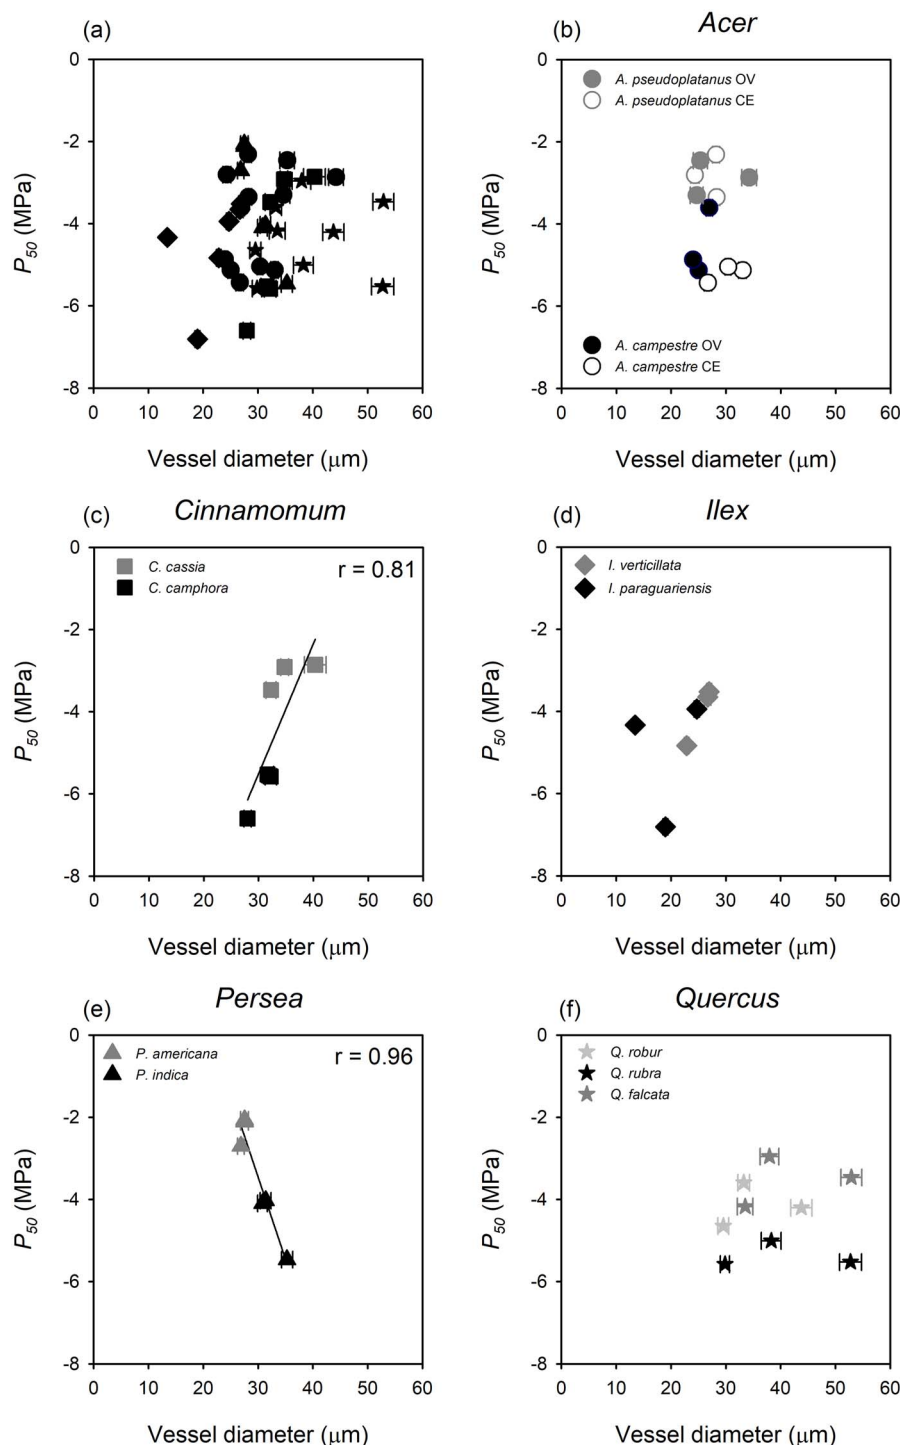 (a)
0
-2
-4
-6
-8
P50 (MPa)
0 10 20 30 40 50 60
Vessel diameter (μm)
(b)
Acer
A. pseudoplatanus OV
A. pseudoplatanus CE
A. campestre OV
A. campestre CE
0
-2
-4
-6
-8
P50 (MPa)
0 10 20 30 40 50 60
Vessel diameter (μm)
(c)
Cinnamomum
C. cassia
C. camphora
r = 0.81
0
-2
-4
-6
-8
P50 (MPa)
0 10 20 30 40 50 60
Vessel diameter (μm)
(d)
Ilex
I. verticillata
I. paraguariensis
0
-2
-4
-6
-8
P50 (MPa)
0 10 20 30 40 50 60
Vessel diameter (μm)
(e)
Persea
P. americana
P. indica
r = 0.96
0
-2
-4
-6
-8
P50 (MPa)
0 10 20 30 40 50 60
Vessel diameter (μm)
(f)
Quercus
Q. robur
Q. rubra
Q. falcata
0
-2
-4
-6
-8
P50 (MPa)
0 10 20 30 40 50 60
Vessel diameter (μm)